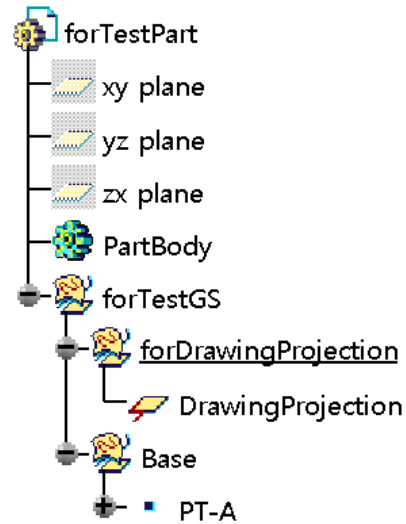 forTestPart
xy plane
yz plane
zx plane
PartBody
forTestGS
forDrawingProjection
DrawingProjection
Base
PT-A